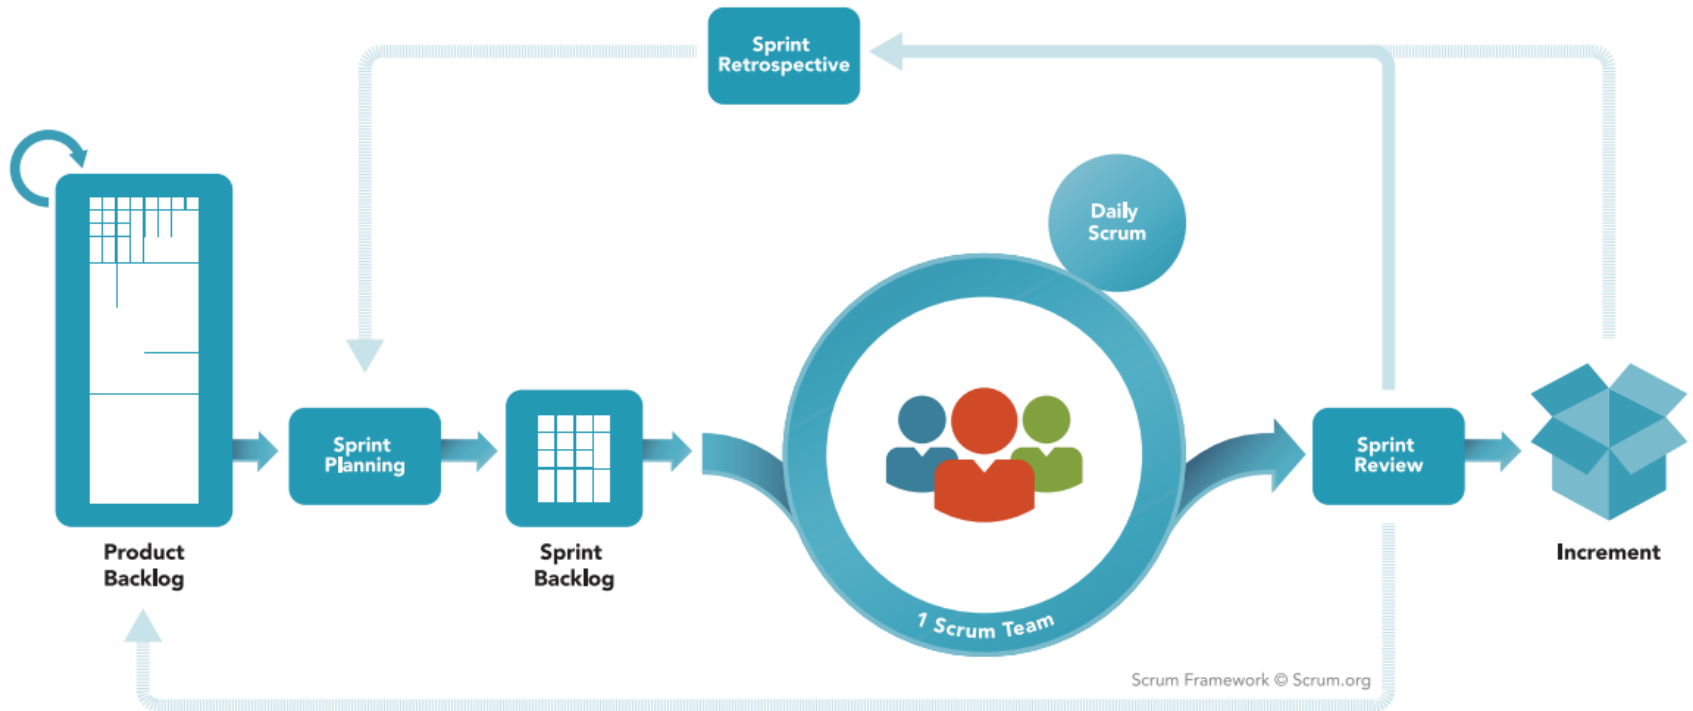 Sprint
Retrospective
Daily
Scrum
Sprint
Planning
Sprint
Review
Product
Backlog
Sprint
Backlog
Increment
1 Scrum Team
Scrum Framework © Scrum.org